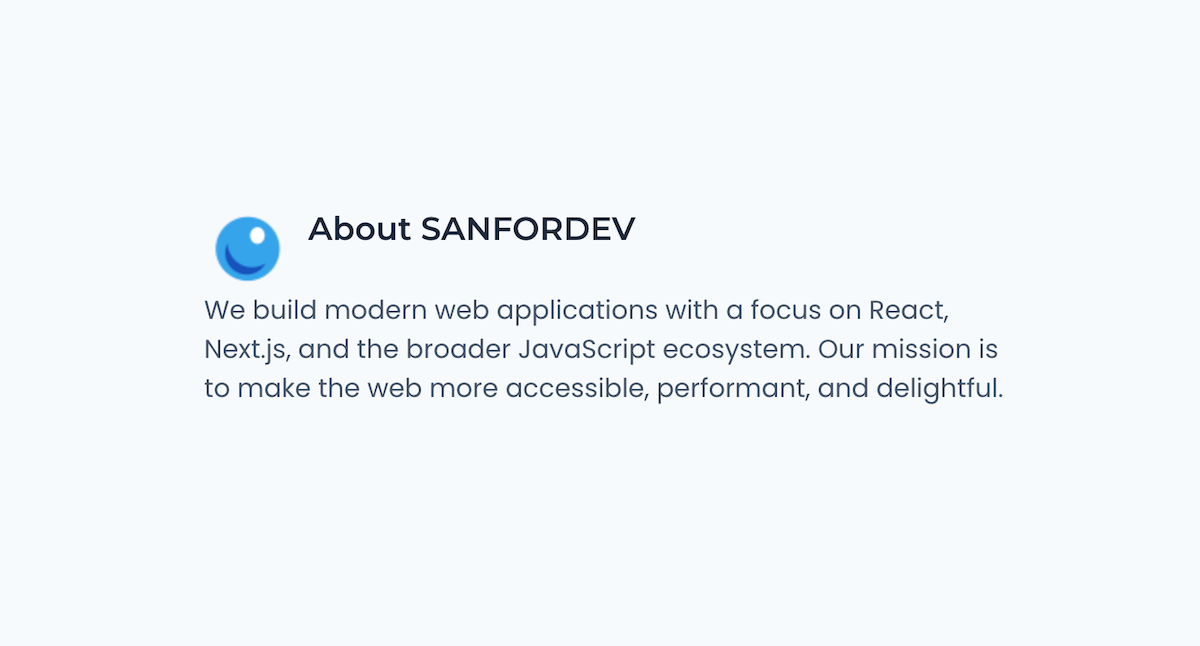 About SANFORDEV
We build modern web applications with a focus on React,
Next.js, and the broader JavaScript ecosystem. Our mission is
to make the web more accessible, performant, and delightful.